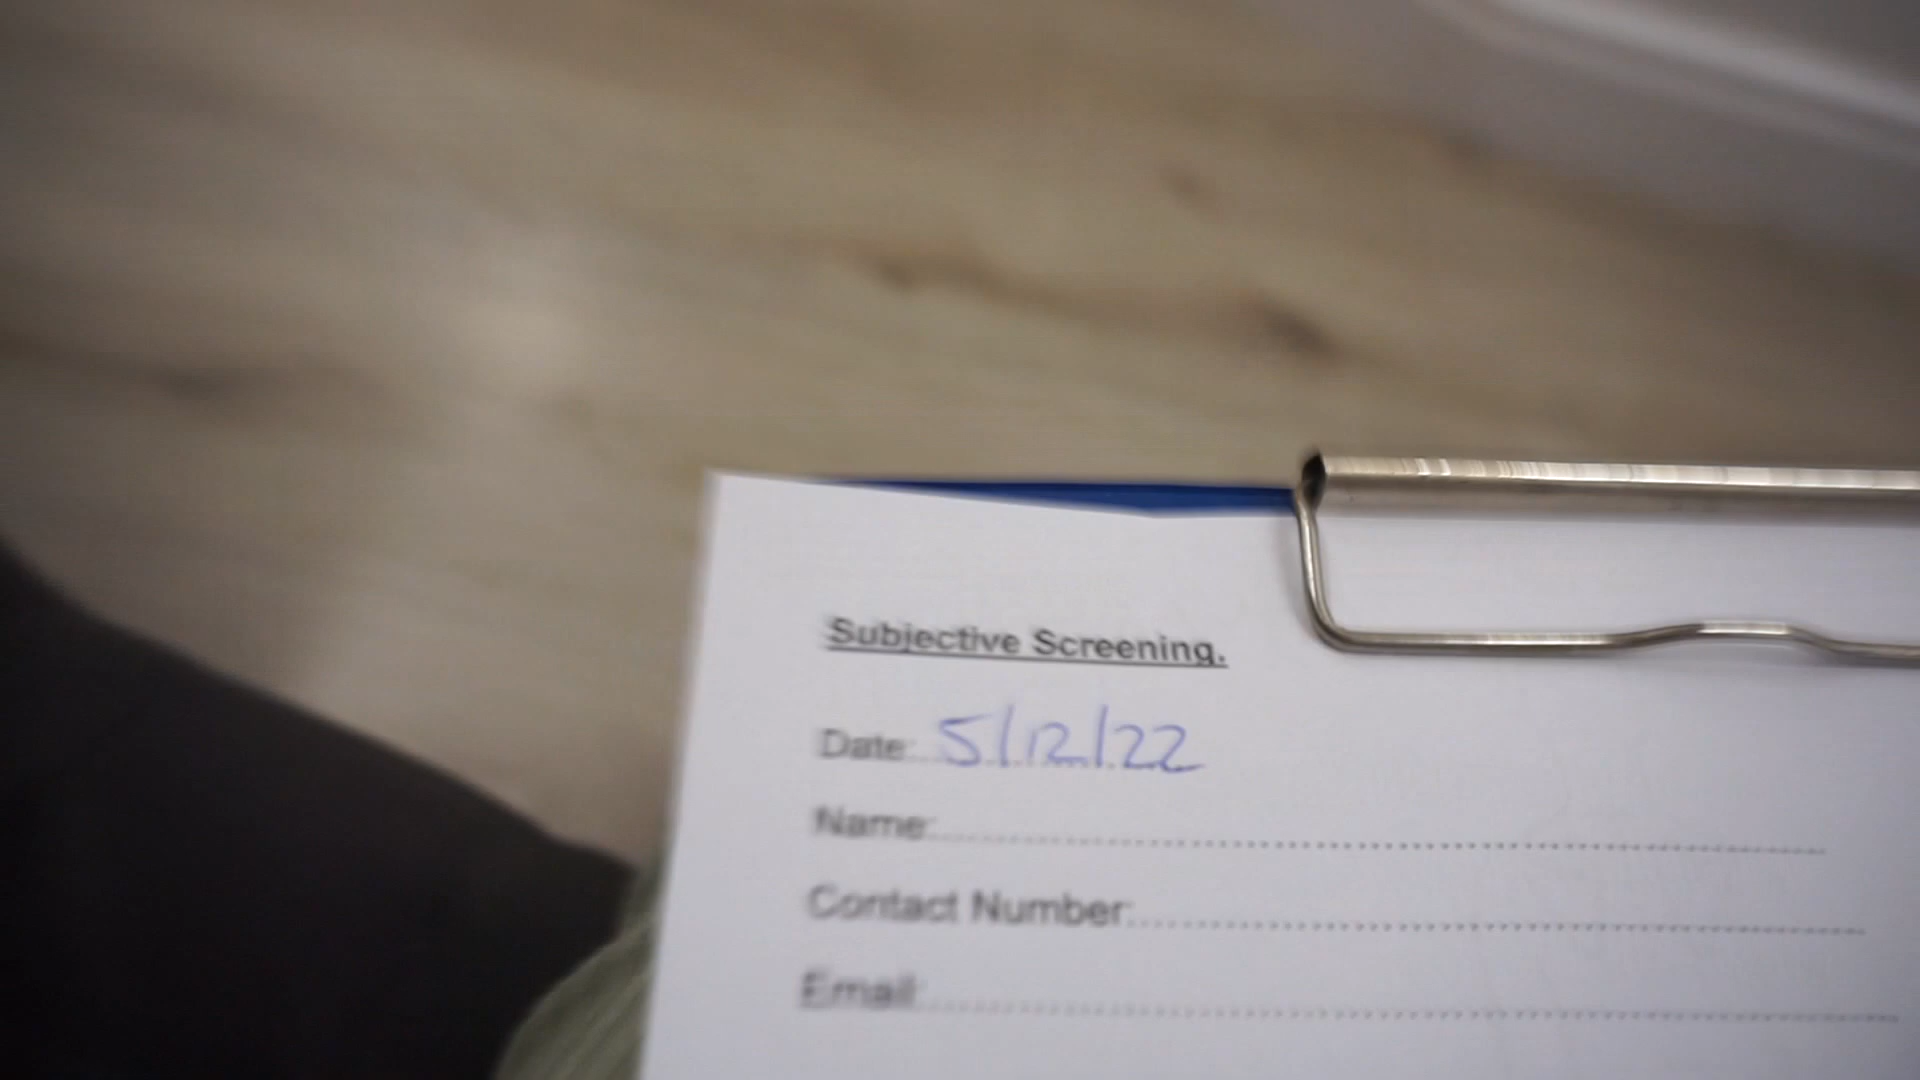 Subjective Screening.
Date: 5/12/22
Name:
Contact Number:
Email: